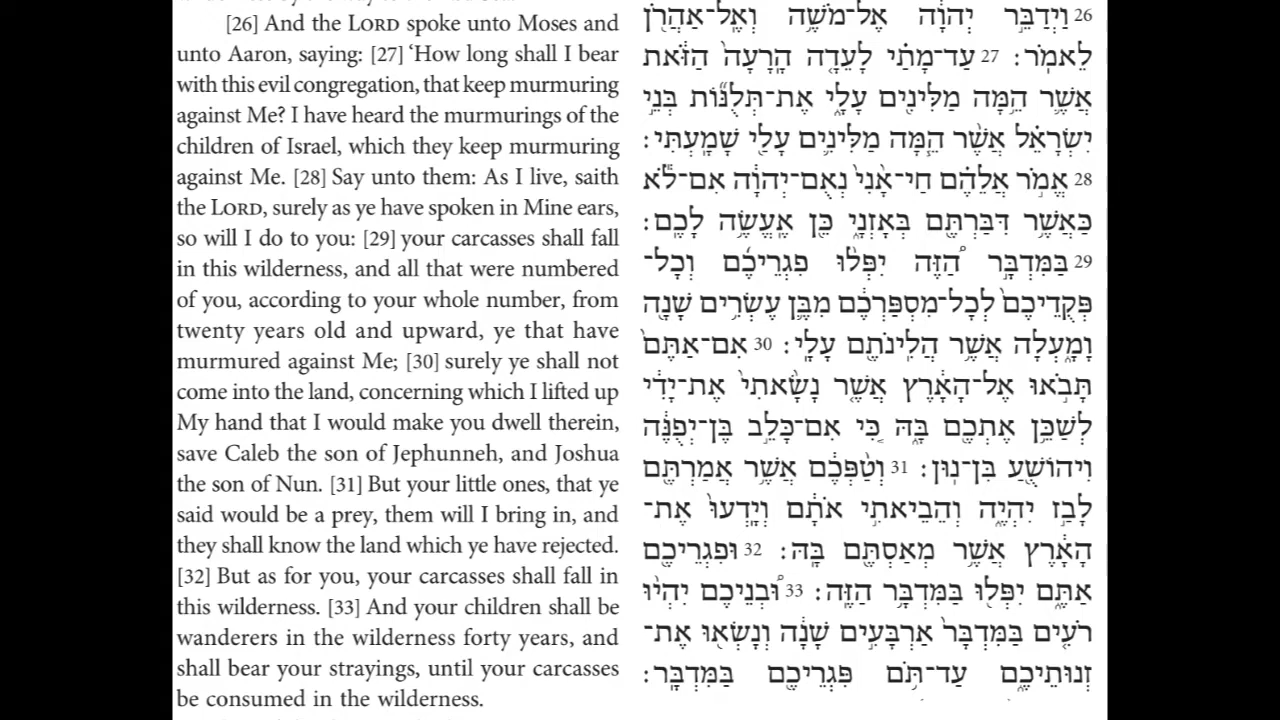 [26] And the LORD spoke unto Moses and
unto Aaron, saying: [27] ‘How long shall I bear
with this evil congregation, that keep murmuring
against Me? I have heard the murmurings of the
children of Israel, which they keep murmuring
against Me. [28] Say unto them: As I live, saith
the LORD, surely as ye have spoken in Mine ears,
so will I do to you: [29] your carcasses shall fall
in this wilderness, and all that were numbered
of you, according to your whole number, from
twenty years old and upward, ye that have
murmured against Me; [30] surely ye shall not
come into the land, concerning which I lifted up
My hand that I would make you dwell therein,
save Caleb the son of Jephunneh, and Joshua
the son of Nun. [31] But your little ones, that ye
said would be a prey, them will I bring in, and
they shall know the land which ye have rejected.
[32] But as for you, your carcasses shall fall in
this wilderness. [33] And your children shall be
wanderers in the wilderness forty years, and
shall bear your strayings, until your carcasses
be consumed in the wilderness.
26 וַיְדַבֵּ֣ר יְהוָ֔ה אֶל־מֹשֶׁ֥ה וְאֶֽל־אַהֲרֹ֖ן
לֵאמֹֽר׃ 27 עַד־מָתַ֗י לָעֵדָ֤ה הָֽרָעָה֙ הַזֹּ֔את
אֲשֶׁ֛ר הֵ֥מָּה מַלִּינִ֖ים עָלָ֑י אֶת־תְּלֻנּ֞וֹת בְּנֵ֣י
יִשְׂרָאֵ֗ל אֲשֶׁ֨ר הֵ֧מָּה מַלִּינִ֛ים עָלַ֖י שָׁמָֽעְתִּי׃
28 אֱמֹ֣ר אֲלֵהֶ֗ם חַי־אָ֙נִי֙ נְאֻם־יְהוָ֔ה אִם־לֹ֕א
כַּאֲשֶׁ֥ר דִּבַּרְתֶּ֖ם בְּאָזְנָ֑י כֵּ֖ן אֶֽעֱשֶׂ֥ה לָכֶֽם׃
29 בַּמִּדְבָּ֣ר הַ֠זֶּה יִפְּל֨וּ פִגְרֵיכֶ֜ם וְכָל־
פְּקֻדֵיכֶם֙ לְכָל־מִסְפַּרְכֶ֔ם מִבֶּ֛ן עֶשְׂרִ֥ים שָׁנָ֖ה
וָמָ֑עְלָה אֲשֶׁ֥ר הֲלִֽינֹתֶ֖ם עָלָֽי׃ 30 אִם־אַתֶּם֙
תָּבֹ֣אוּ אֶל־הָאָ֔רֶץ אֲשֶׁ֤ר נָשָׂ֙אתִי֙ אֶת־יָדִ֔י
לְשַׁכֵּ֥ן אֶתְכֶ֖ם בָּ֑הּ כִּ֚י אִם־כָּלֵ֣ב בֶּן־יְפֻנֶּ֔ה
וִיהוֹשֻׁ֖עַ בִּן־נֽוּן׃ 31 וְטַ֨פְּכֶ֔ם אֲשֶׁ֥ר אֲמַרְתֶּ֖ם
לָבַ֣ז יִהְיֶ֑ה וְהֵבֵיאתִ֣י אֹתָ֔ם וְיָֽדְעוּ֙ אֶת־
הָאָ֔רֶץ אֲשֶׁ֥ר מְאַסְתֶּ֖ם בָּֽהּ׃ 32 וּפִגְרֵיכֶ֖ם
אַתֶּ֑ם יִפְּל֖וּ בַּמִּדְבָּ֥ר הַזֶּֽה׃ 33 וּ֠בְנֵיכֶם יִהְי֨וּ
רֹעִ֤ים בַּמִּדְבָּר֙ אַרְבָּעִ֣ים שָׁנָ֔ה וְנָשְׂא֖וּ אֶת־
זְנוּתֵיכֶ֑ם עַד־תֹּ֥ם פִּגְרֵיכֶ֖ם בַּמִּדְבָּֽר׃